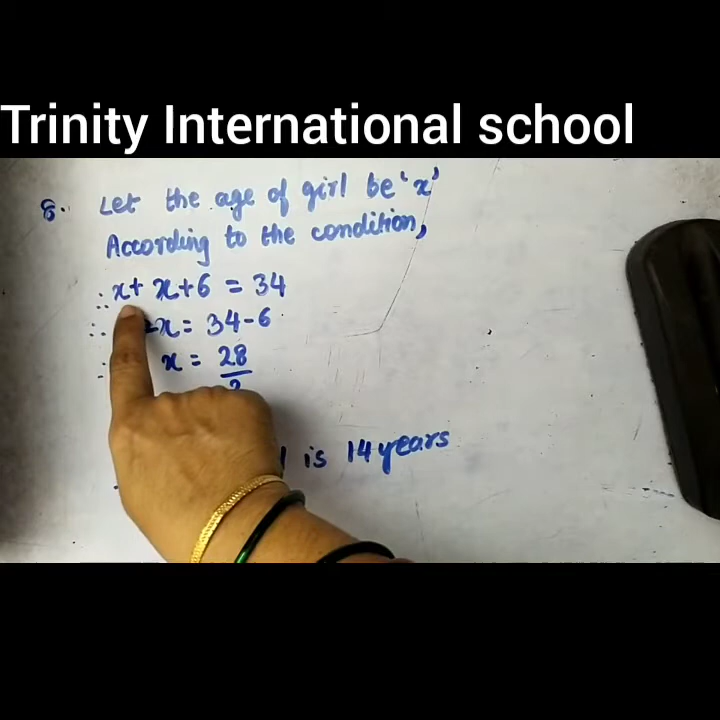 Trinity International school
8. Let the age of girl be 'x'
According to the condition,
∴ x + x + 6 = 34
∴ x = 34 - 6
x = 28
is 14 years